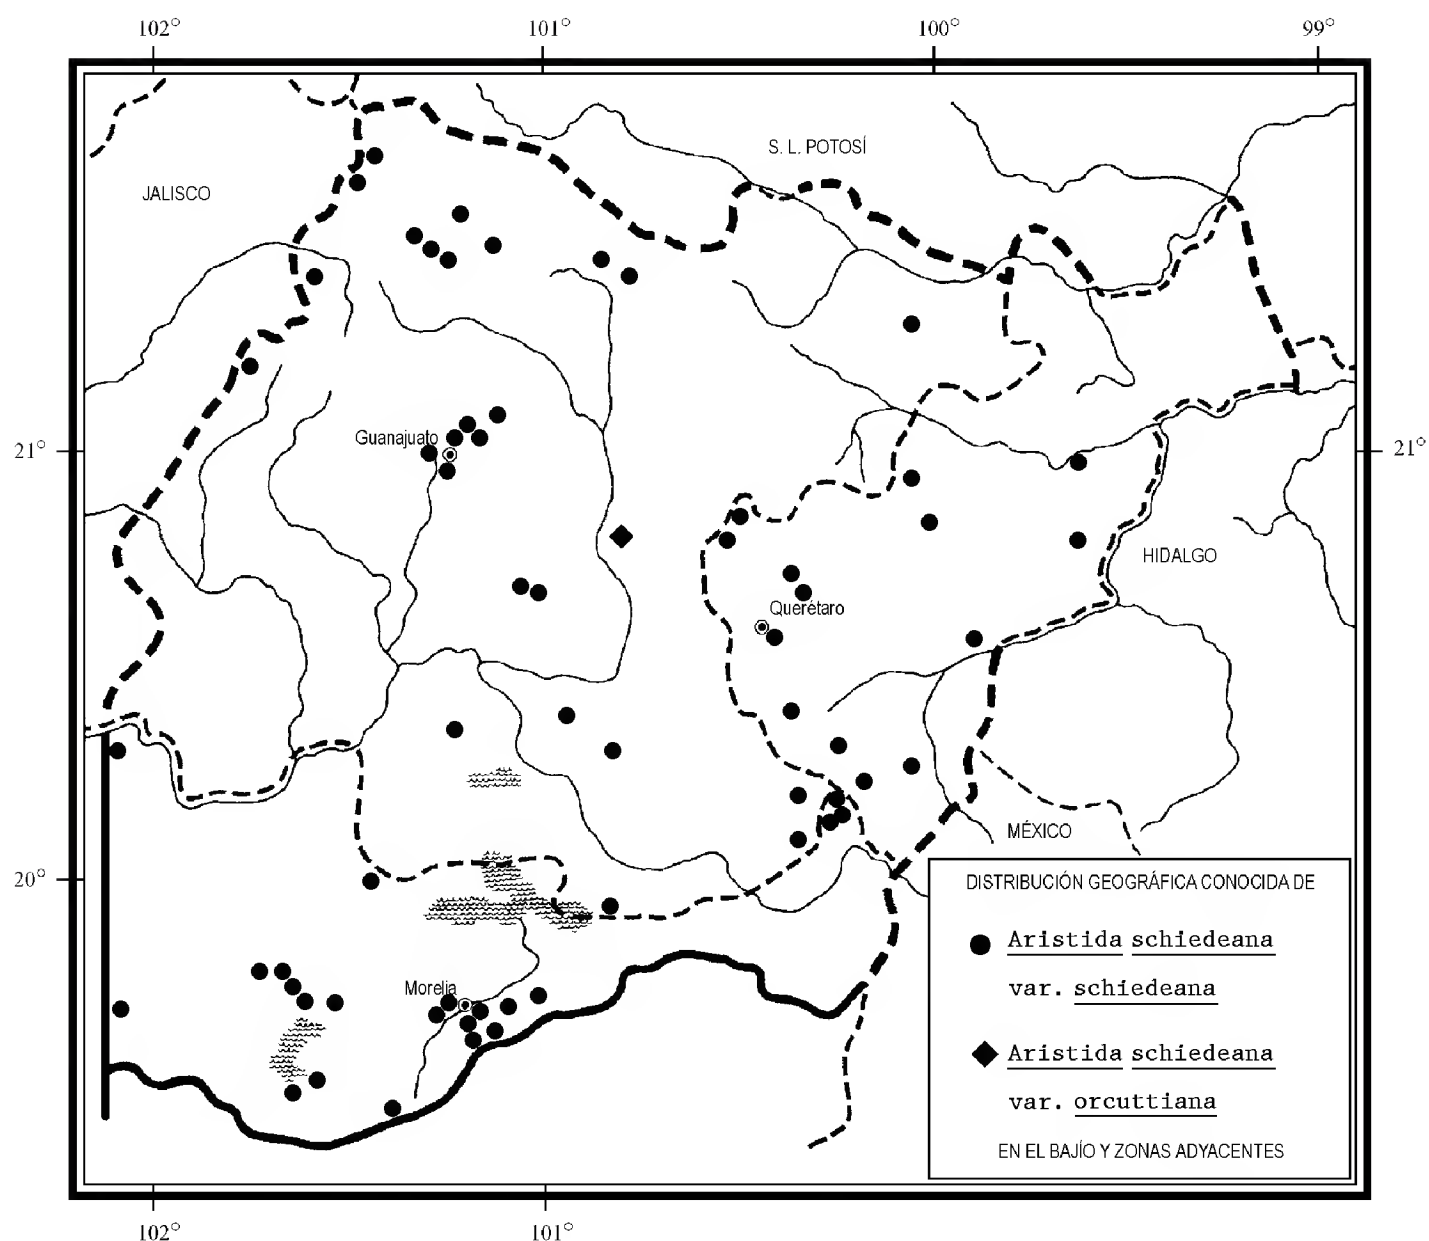 102° 101° 100° 99°
S. L. POTOSÍ
JALISCO
Guanajuato
21° 21°
HIDALGO
Querétaro
MÉXICO
20°
DISTRIBUCIÓN GEOGRÁFICA CONOCIDA DE
Aristida schiedeana
var. schiedeana
Morelia
Aristida schiedeana
var. orcuttiana
EN EL BAJÍO Y ZONAS ADYACENTES
102° 101°